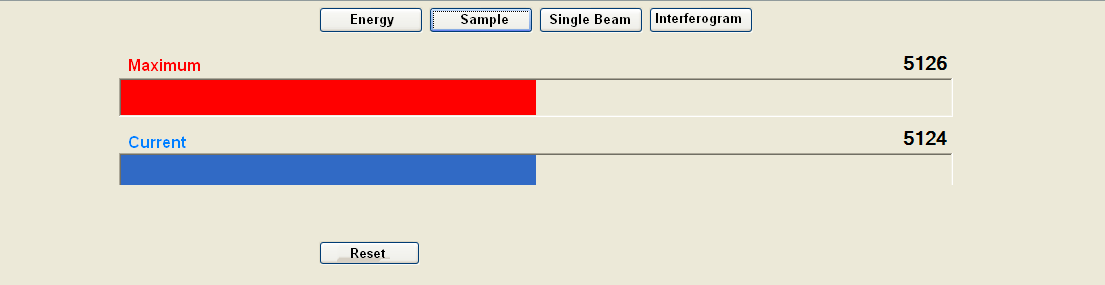 Energy Sample Single Beam Interferogram
Maximum 5126
Current 5124
Reset